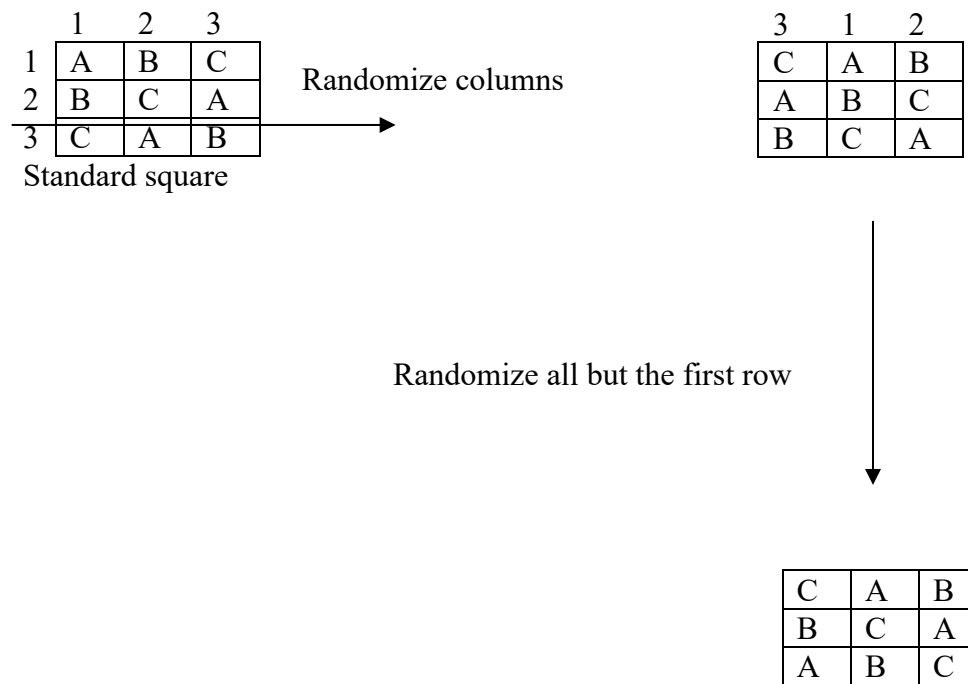 1 2 3
1 A B C
2 B C A
3 C A B
Standard square
Randomize columns
3 1 2
C A B
A B C
B C A
Randomize all but the first row
C A B
B C A
A B C